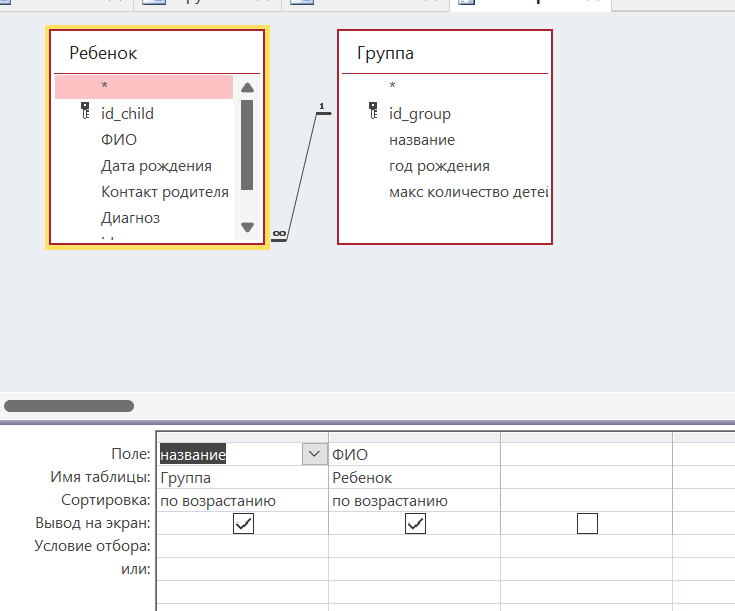 Ребенок
*
id_child
ФИО
Дата рождения
Контакт родителя
Диагноз
Группа
*
id_group
название
год рождения
макс количество детей
1
∞
Поле: название ФИО
Имя таблицы: Группа Ребенок
Сортировка: по возрастанию по возрастанию
Вывод на экран:
Условие отбора:
или: